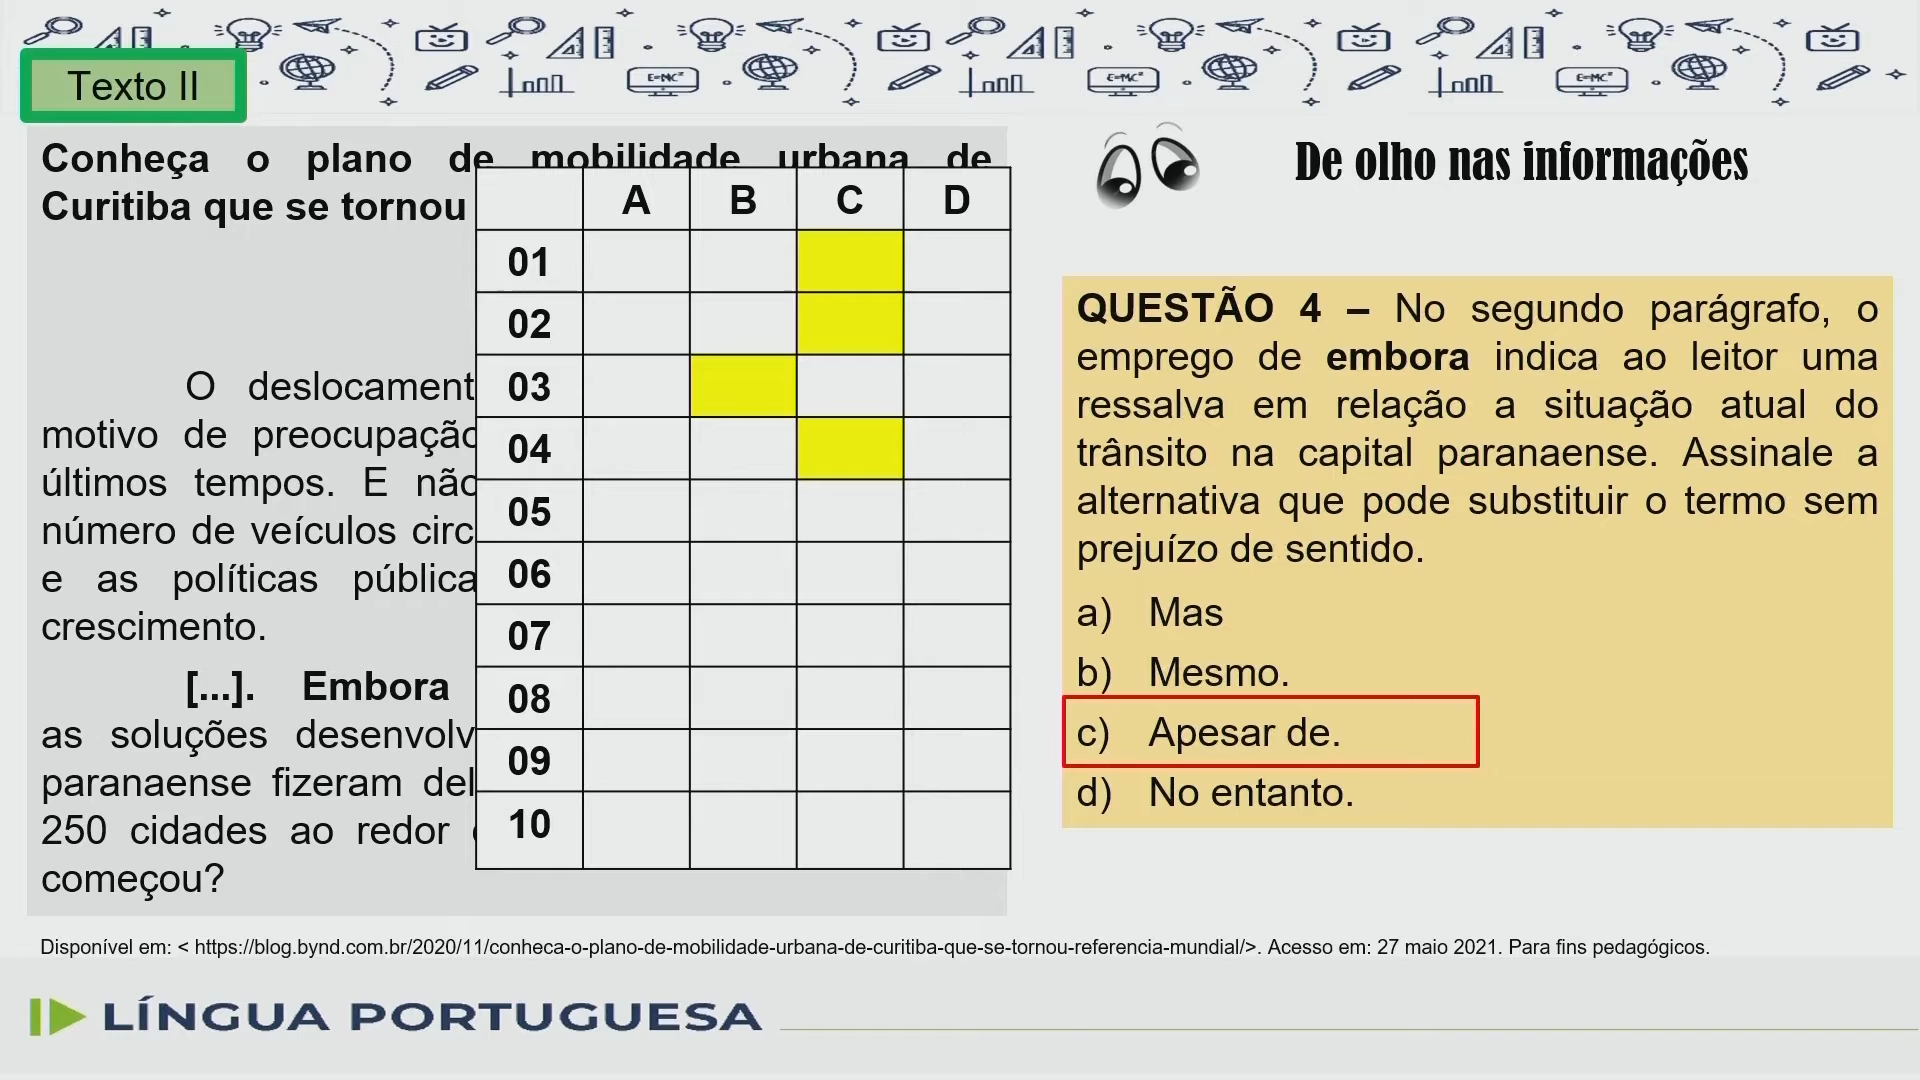 Texto II
Conheça o plano de mobilidade urbana de
Curitiba que se tornou
O deslocament
motivo de preocupação
últimos tempos. E não
número de veículos circ
e as políticas pública
crescimento.
[...]. Embora
as soluções desenvolv
paranaense fizeram del
250 cidades ao redor
começou?
A B C D
01
02
03
04
05
06
07
08
09
10
De olho nas informações
QUESTÃO 4 – No segundo parágrafo, o
emprego de embora indica ao leitor uma
ressalva em relação a situação atual do
trânsito na capital paranaense. Assinale a
alternativa que pode substituir o termo sem
prejuízo de sentido.
a) Mas
b) Mesmo.
c) Apesar de.
d) No entanto.
Disponível em: < https://blog.bynd.com.br/2020/11/conheca-o-plano-de-mobilidade-urbana-de-curitiba-que-se-tornou-referencia-mundial/>. Acesso em: 27 maio 2021. Para fins pedagógicos.
LÍNGUA PORTUGUESA